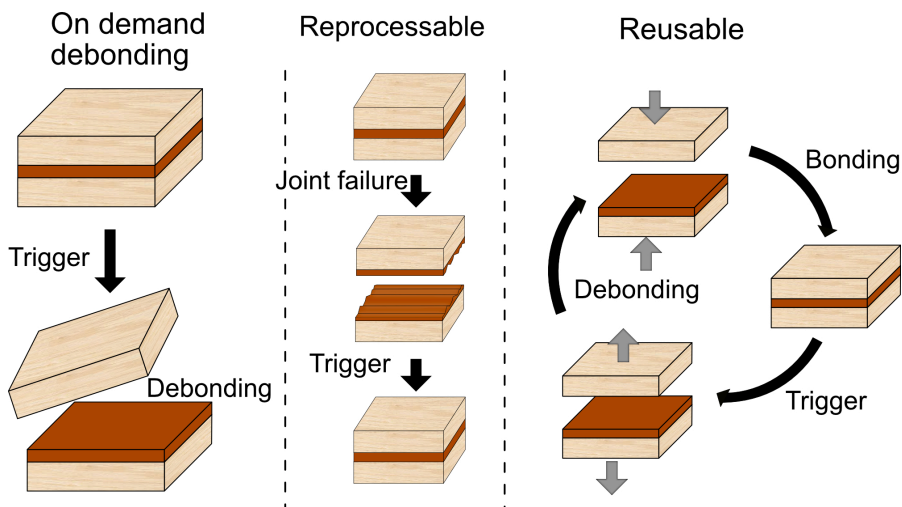 On demand
debonding
Trigger
Debonding
Reprocessable
Joint failure
Trigger
Reusable
Bonding
Debonding
Trigger